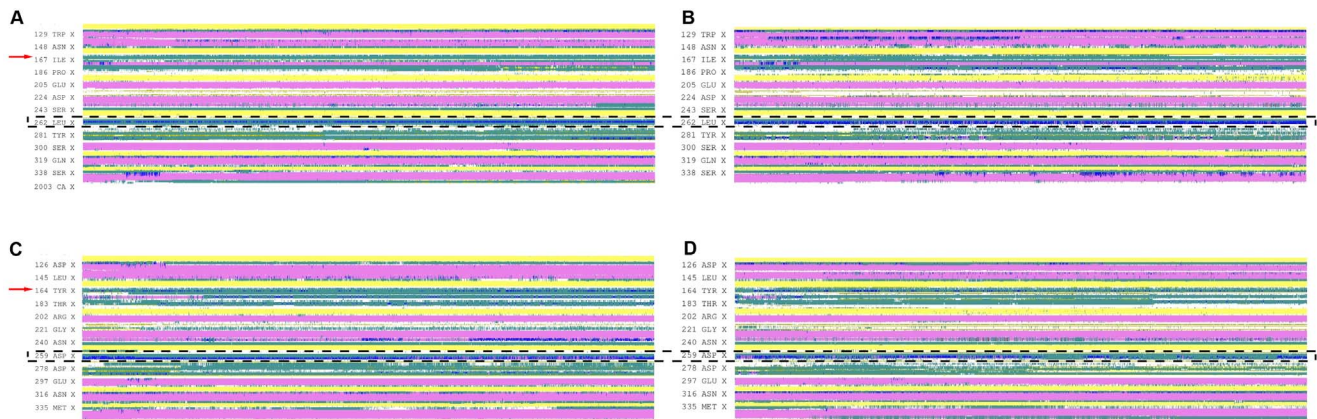 A
129 TRP X
148 ASN X
167 ILE X
186 PRO X
205 GLU X
224 ASP X
243 SER X
262 LEU X
281 TYR X
300 SER X
319 GLN X
338 SER X
2003 CA X
B
129 TRP X
148 ASN X
167 ILE X
186 PRO X
205 GLU X
224 ASP X
243 SER X
262 LEU X
281 TYR X
300 SER X
319 GLN X
338 SER X
C
126 ASP X
145 LEU X
164 TYR X
183 THR X
202 ARG X
221 GLY X
240 ASN X
259 ASP X
278 ASP X
297 GLU X
316 ASN X
335 MET X
D
126 ASP X
145 LEU X
164 TYR X
183 THR X
202 ARG X
221 GLY X
240 ASN X
259 ASP X
278 ASP X
297 GLU X
316 ASN X
335 MET X